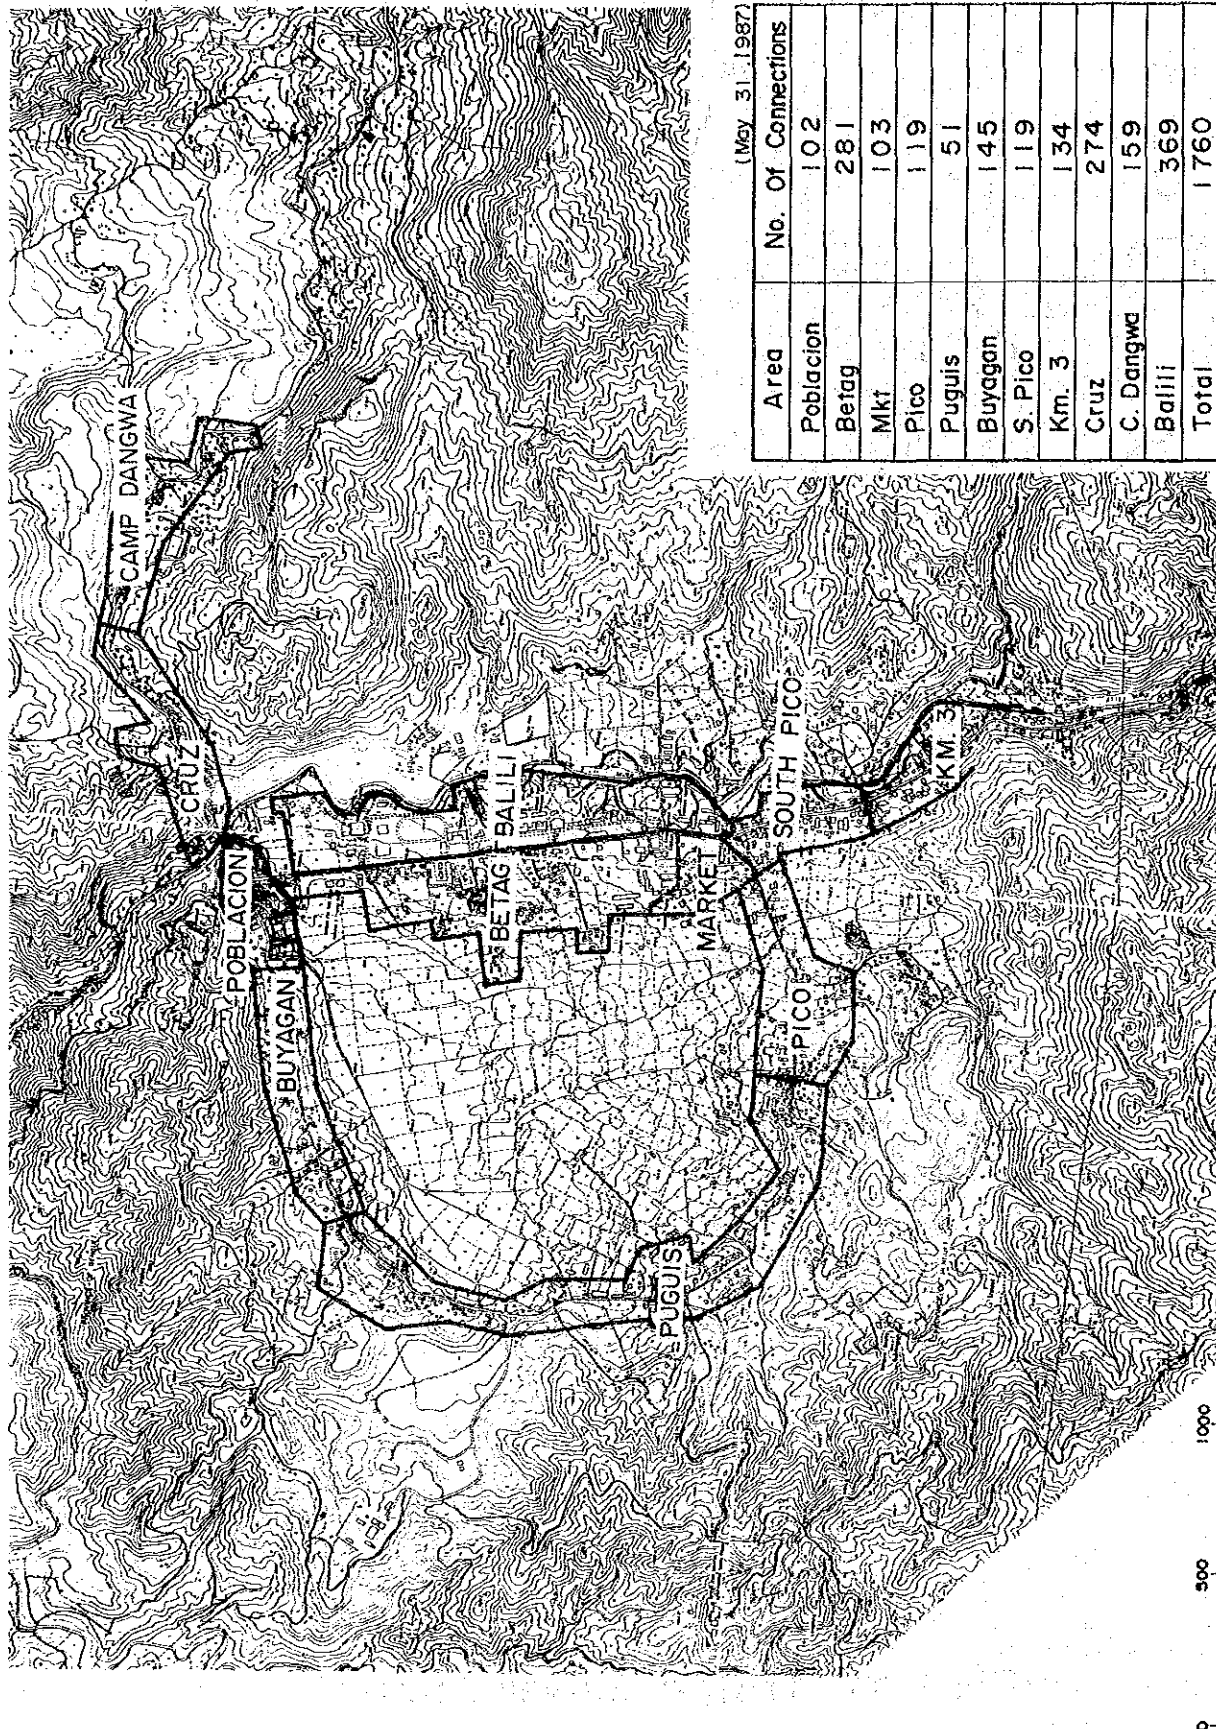 CAMP DANGWA
CRUZ
POBLACION
BUYAGAN
BETAG
BALILI
MARKET
SOUTH PICO
KM. 3
PICO
PUGUIS
(May 31 .1987)
Area No. Of Connections
Poblacion 102
Betag 281
Mkt 103
Pico 119
Puguis 51
Buyagan 145
S. Pico 119
Km. 3 134
Cruz 274
C. Dangwa 159
Balili 369
Total 1760
0 500 1000